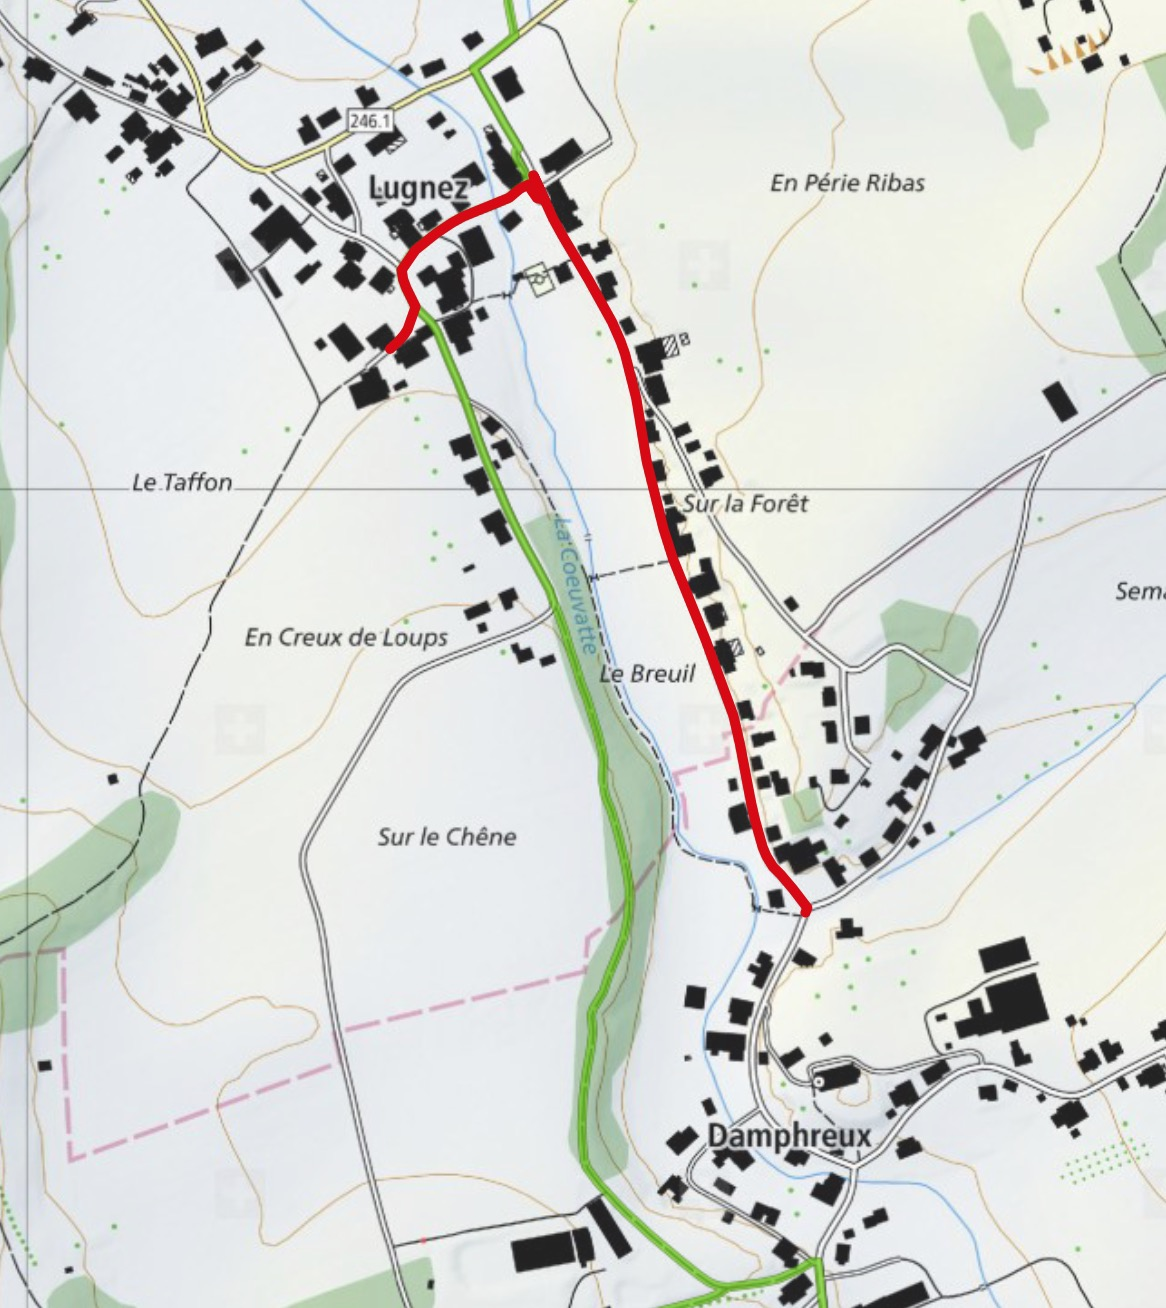 246.1
Lugnez
En Périe Ribas
Le Taffon
Sur la Forêt
La Coeuvatte
Sema
En Creux de Loups
Le Breuil
Sur le Chêne
Damphreux